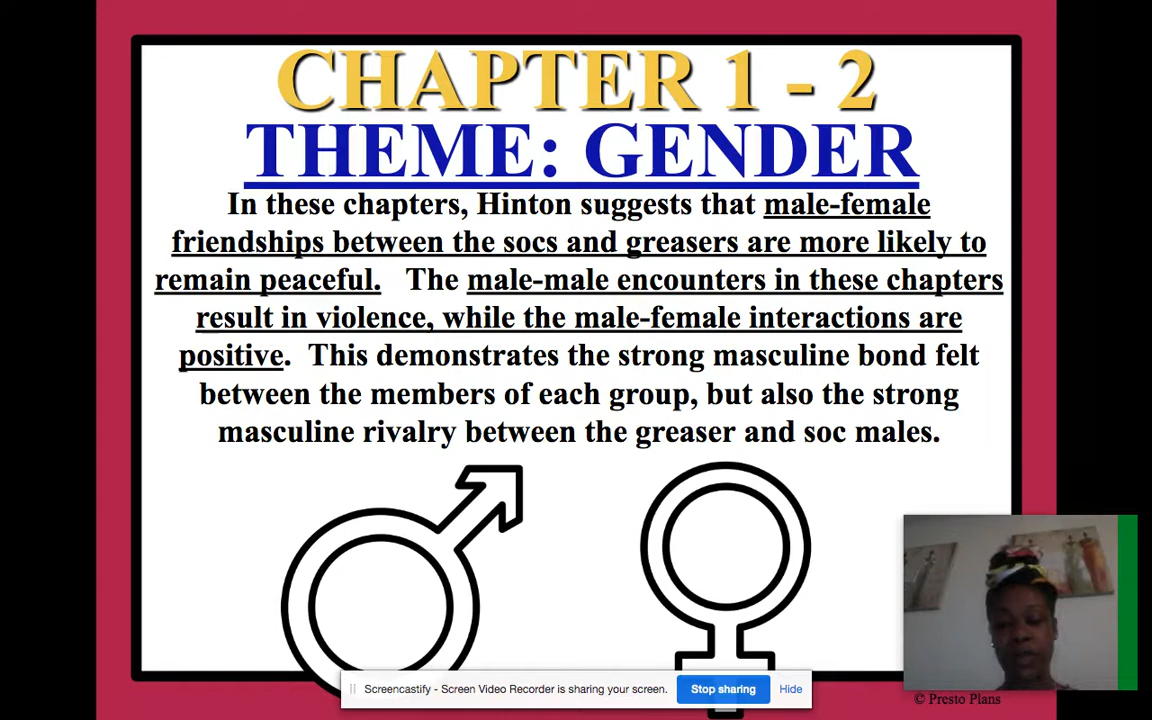 CHAPTER 1 - 2
THEME: GENDER
In these chapters, Hinton suggests that male-female
friendships between the socs and greasers are more likely to
remain peaceful. The male-male encounters in these chapters
result in violence, while the male-female interactions are
positive. This demonstrates the strong masculine bond felt
between the members of each group, but also the strong
masculine rivalry between the greaser and soc males.
Screencastify - Screen Video Recorder is sharing your screen. Stop sharing Hide
© Presto Plans